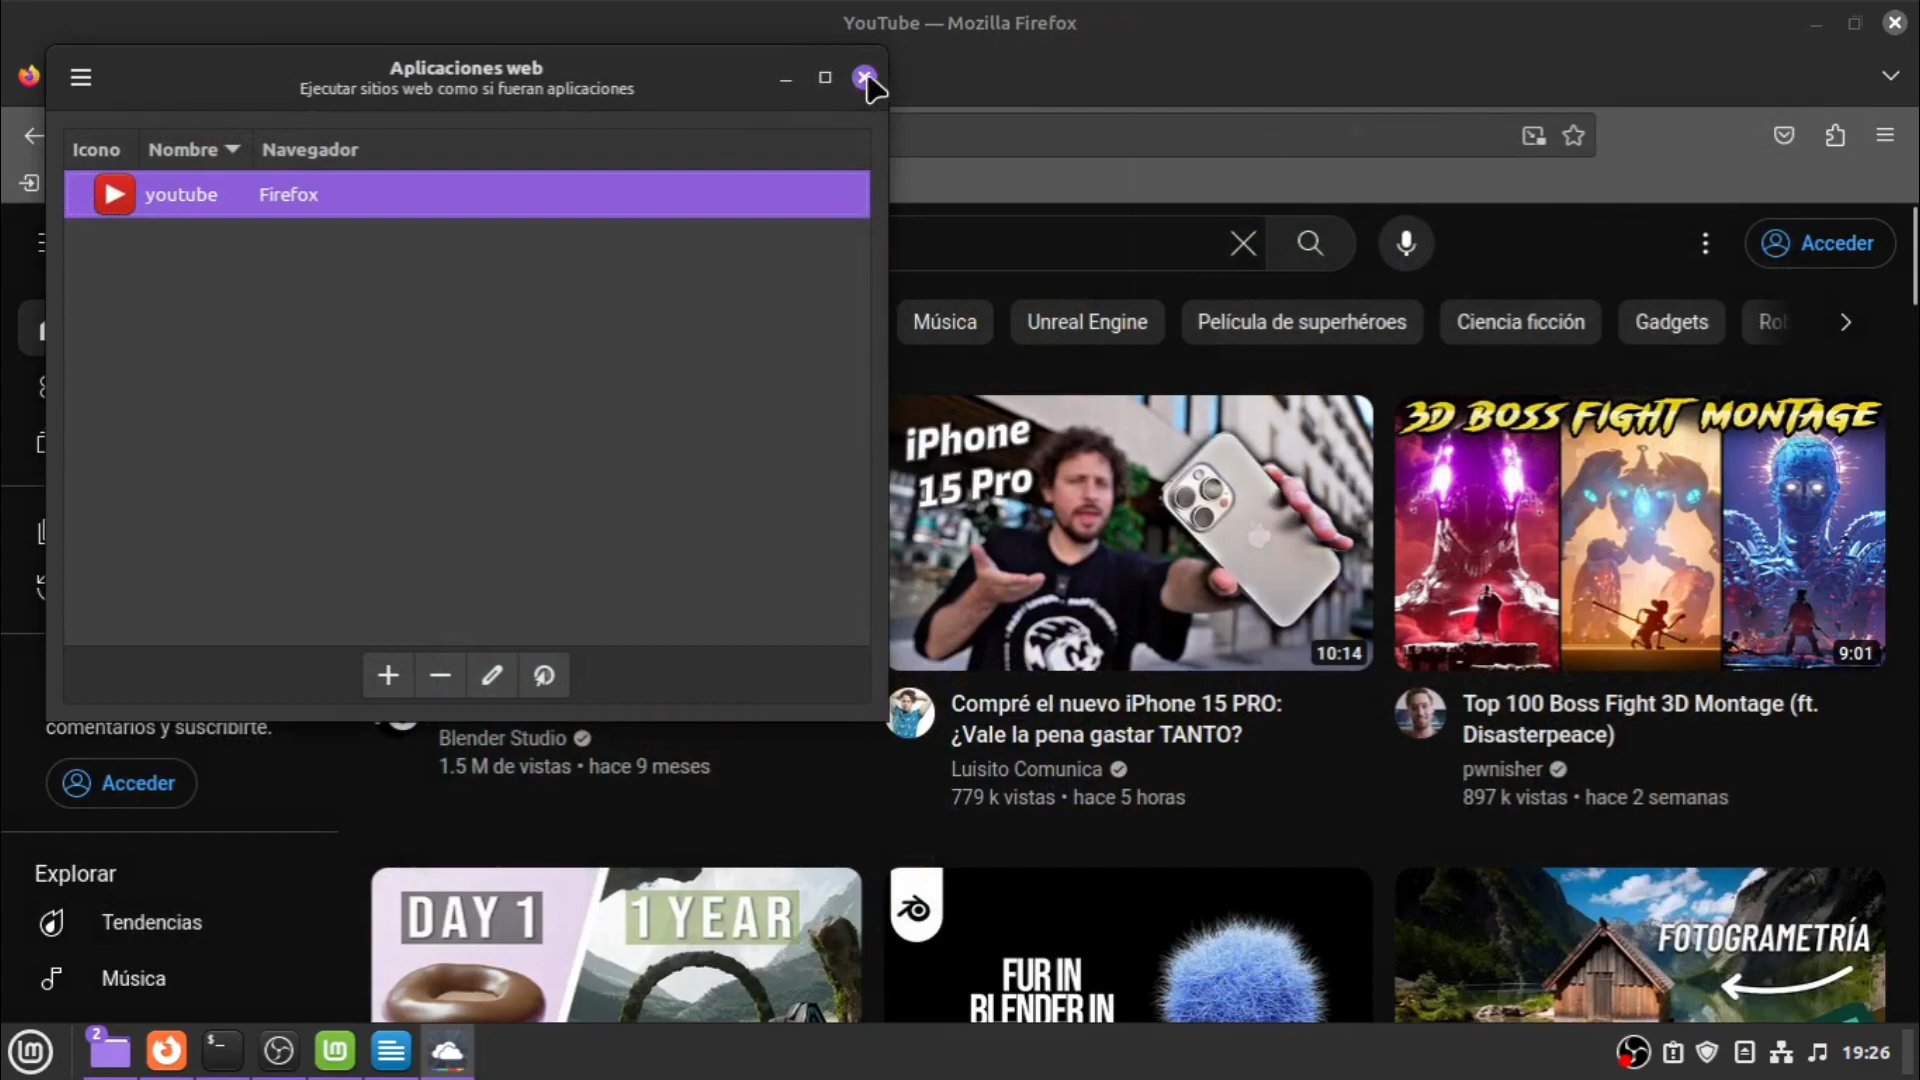 YouTube — Mozilla Firefox
Aplicaciones web
Ejecutar sitios web como si fueran aplicaciones
Icono Nombre Navegador
youtube Firefox
Acceder
Música
Unreal Engine
Película de superhéroes
Ciencia ficción
Gadgets
iPhone
15 Pro
10:14
3D BOSS FIGHT MONTAGE
9:01
comentarios y suscribirte.
Acceder
Blender Studio
1.5 M de vistas • hace 9 meses
Compré el nuevo iPhone 15 PRO:
¿Vale la pena gastar TANTO?
Luisito Comunica
779 k vistas • hace 5 horas
Top 100 Boss Fight 3D Montage (ft.
Disasterpeace)
pwnisher
897 k vistas • hace 2 semanas
Explorar
Tendencias
Música
DAY 1
1 YEAR
FUR IN
BLENDER IN
FOTOGRAMETRÍA
2
$_
19:26